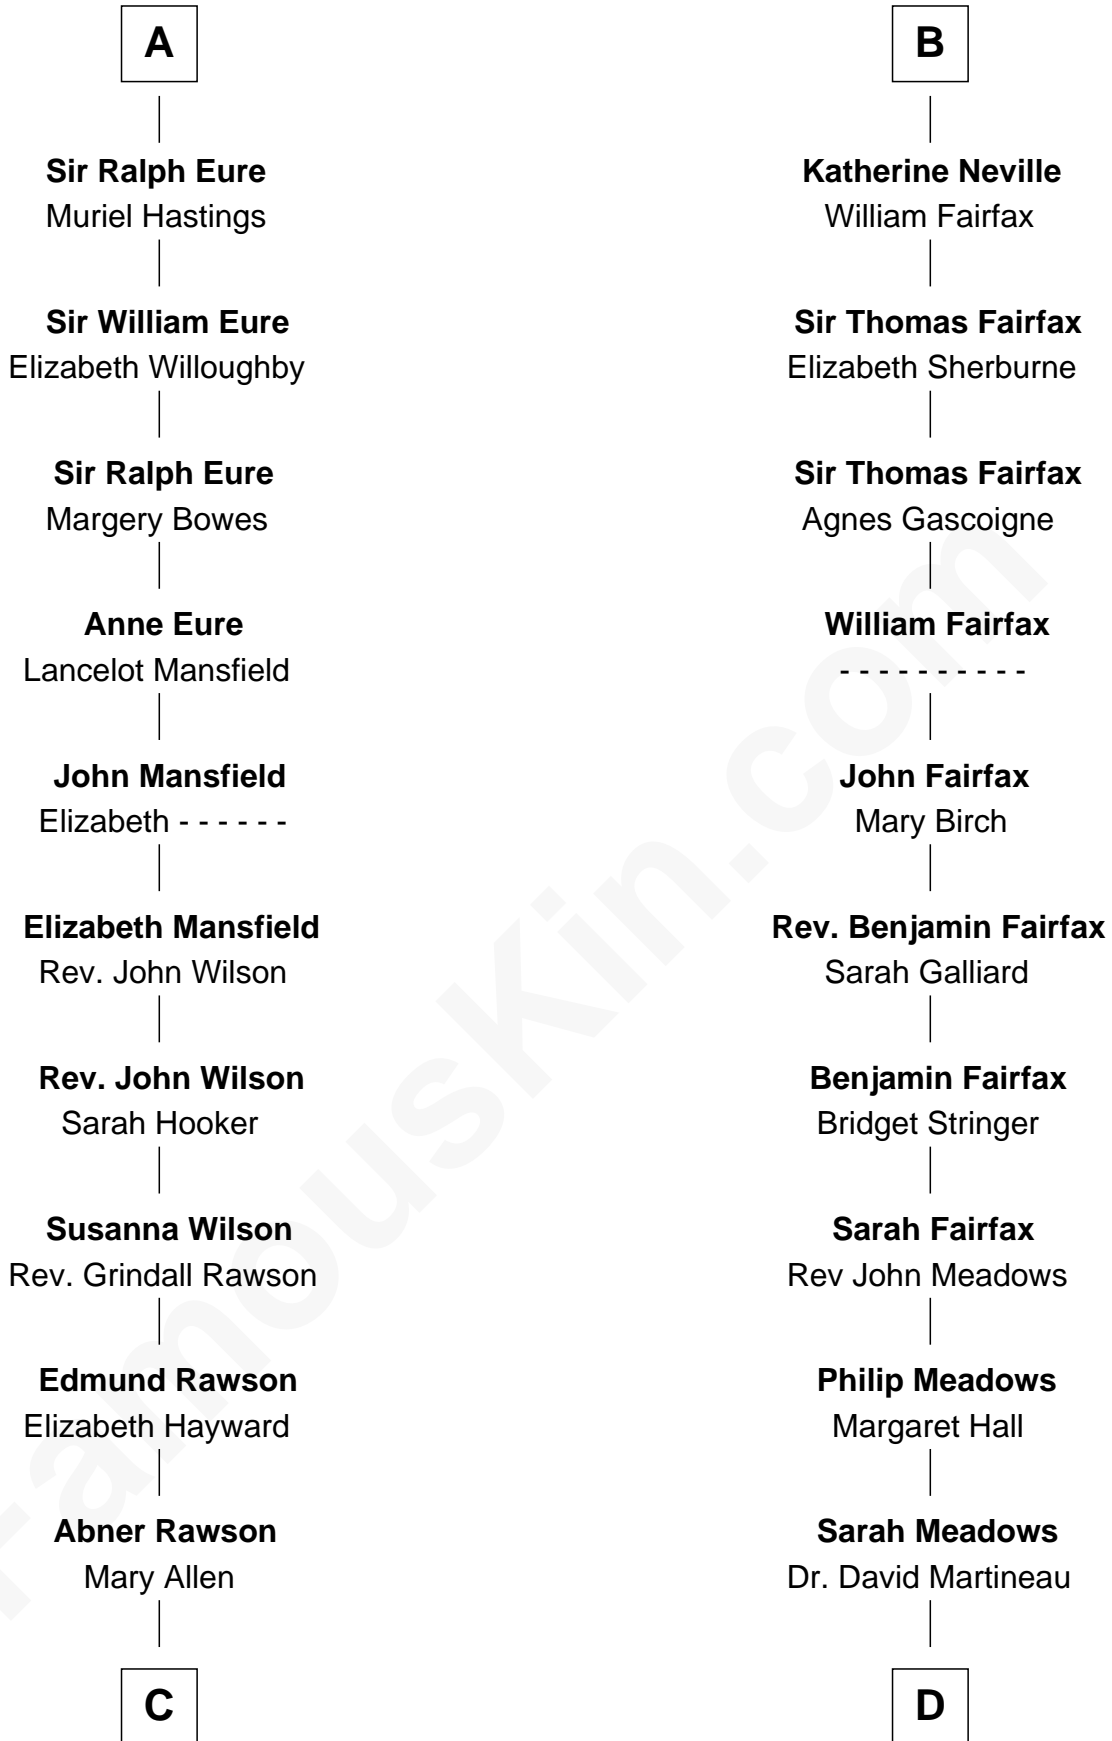 A
Sir Ralph Eure
Muriel Hastings
Sir William Eure
Elizabeth Willoughby
Sir Ralph Eure
Margery Bowes
Anne Eure
Lancelot Mansfield
John Mansfield
Elizabeth - - - - - -
Elizabeth Mansfield
Rev. John Wilson
Rev. John Wilson
Sarah Hooker
Susanna Wilson
Rev. Grindall Rawson
Edmund Rawson
Elizabeth Hayward
Abner Rawson
Mary Allen
C
B
Katherine Neville
William Fairfax
Sir Thomas Fairfax
Elizabeth Sherburne
Sir Thomas Fairfax
Agnes Gascoigne
William Fairfax
- - - - - - - - - -
John Fairfax
Mary Birch
Rev. Benjamin Fairfax
Sarah Galliard
Benjamin Fairfax
Bridget Stringer
Sarah Fairfax
Rev John Meadows
Philip Meadows
Margaret Hall
Sarah Meadows
Dr. David Martineau
D
FamousKin.com